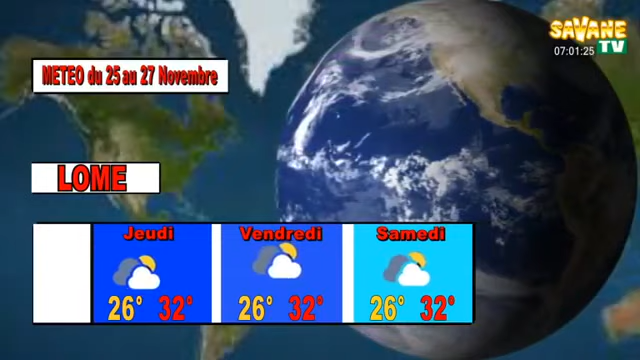 SAVANE
TV
07:01:25
METEO du 25 au 27 Novembre
LOME
Jeudi Vendredi Samedi
26° 32° 26° 32° 26° 32°